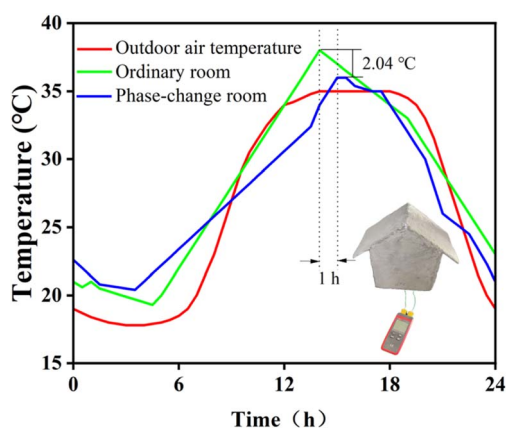 40
35
30
25
20
15
Temperature (℃)
Outdoor air temperature
Ordinary room
Phase-change room
2.04 ℃
1 h
0
6
12
18
24
Time（h）